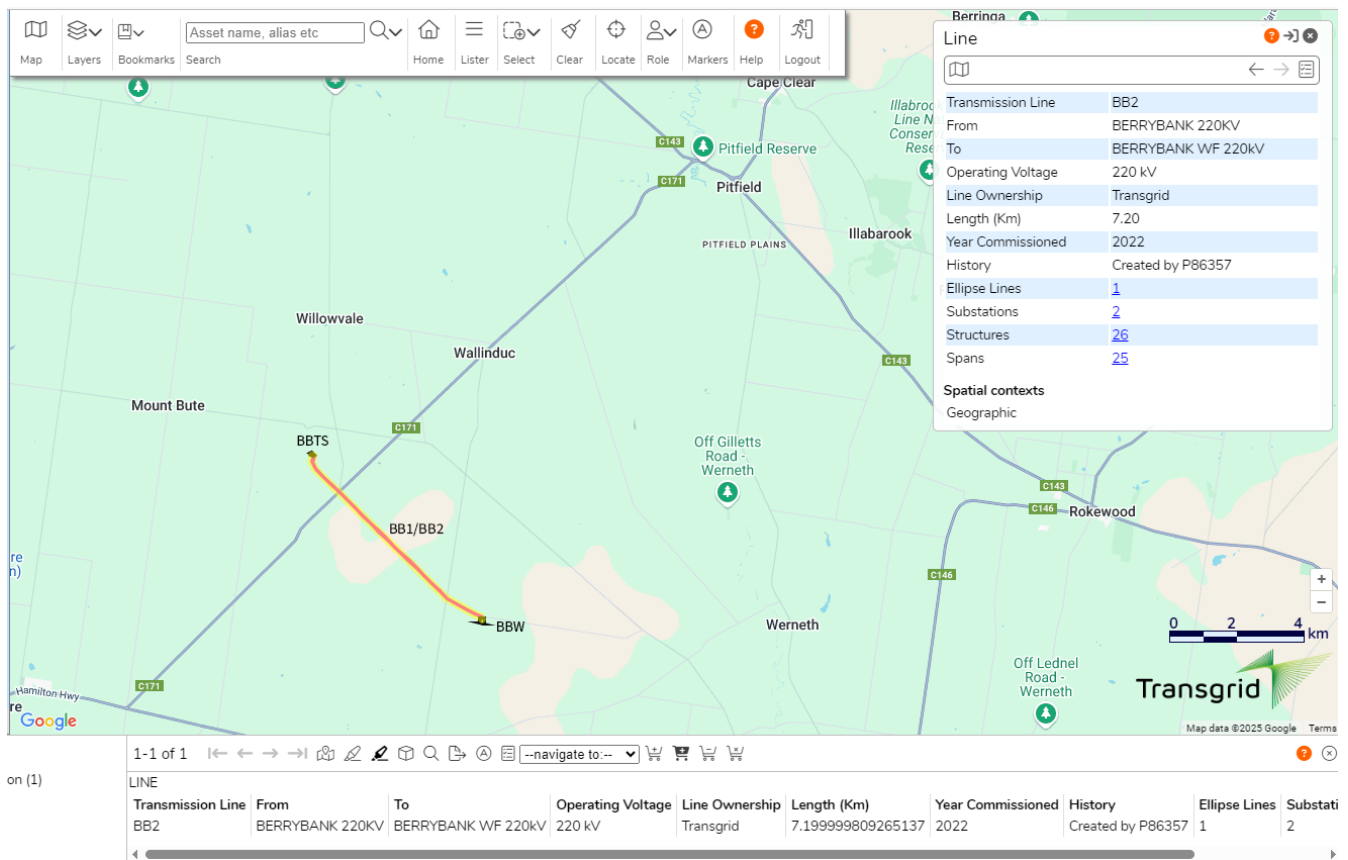 Map
Layers
Bookmarks
Asset name, alias etc
Search
Home
Lister
Select
Clear
Locate
Role
Markers
?
Help
Logout
Berringa
Cape Clear
C143
Pitfield Reserve
C171
Pitfield
PITFIELD PLAINS
Illabarook
Willowvale
Wallinduc
C143
Mount Bute
C171
BBTS
BB1/BB2
BBW
Off Gilletts
Road -
Werneth
C143
C146
Rokewood
C146
Werneth
C171
Hamilton Hwy
re
n)
re
Google
Off Lednel
Road -
Werneth
+
−
0 2 4 km
Transgrid
Map data ©2025 Google Terms
Line
?
Transmission Line BB2
From BERRYBANK 220KV
To BERRYBANK WF 220kV
Operating Voltage 220 kV
Line Ownership Transgrid
Length (Km) 7.20
Year Commissioned 2022
History Created by P86357
Ellipse Lines 1
Substations 2
Structures 26
Spans 25
Spatial contexts
Geographic
1-1 of 1 --navigate to:-- ?
on (1)
LINE
Transmission Line From To Operating Voltage Line Ownership Length (Km) Year Commissioned History Ellipse Lines Substati
BB2 BERRYBANK 220KV BERRYBANK WF 220kV 220 kV Transgrid 7.199999809265137 2022 Created by P86357 1 2